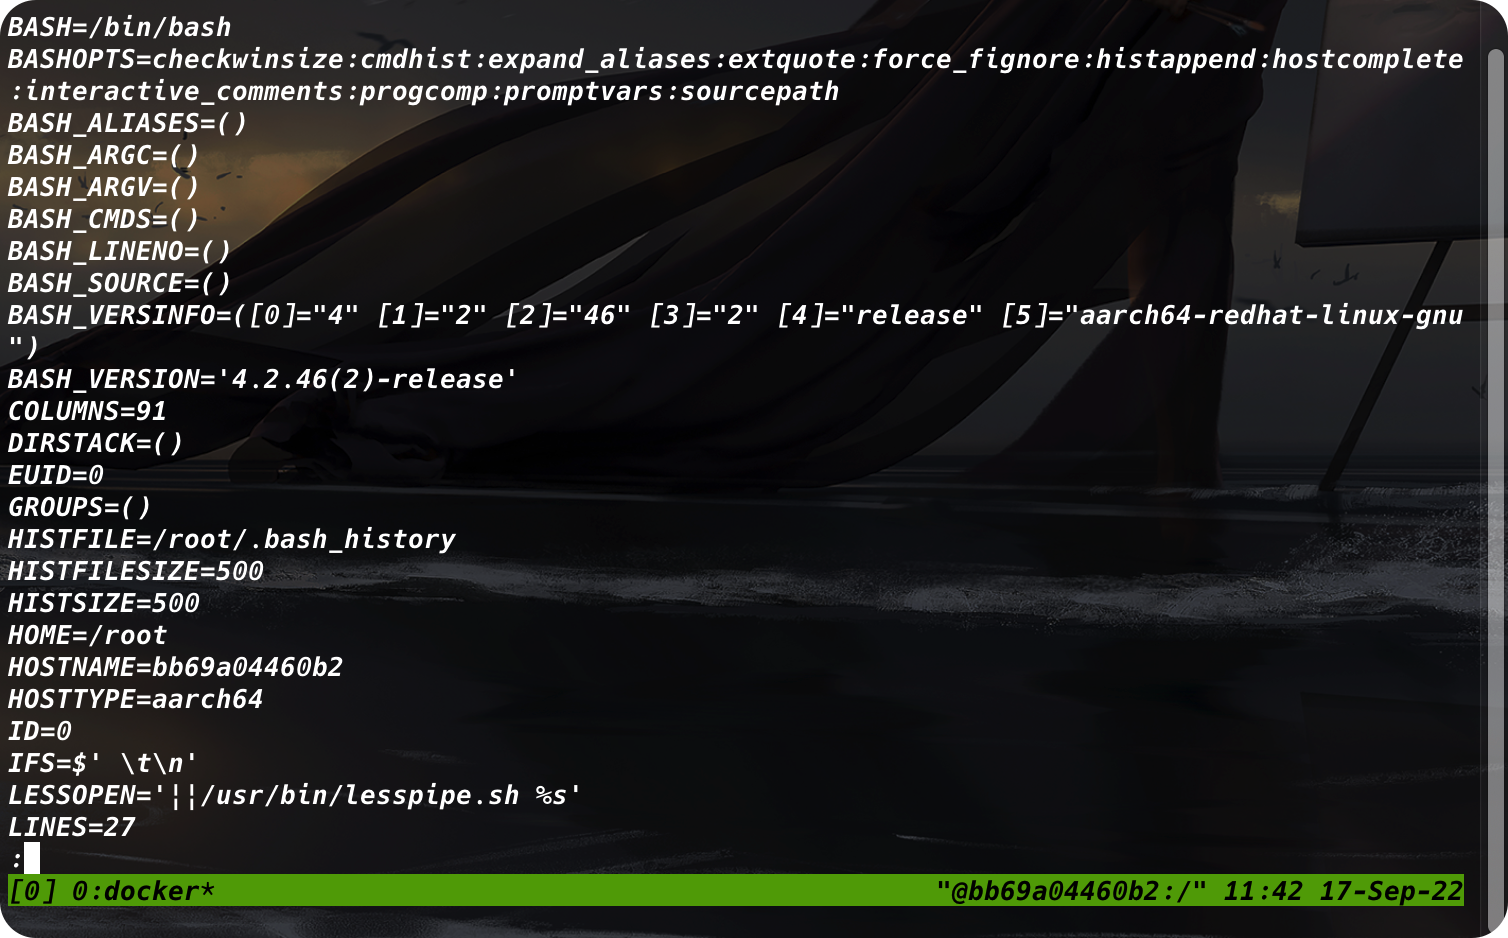 BASH=/bin/bash
BASHOPTS=checkwinsize:cmdhist:expand_aliases:extquote:force_fignore:histappend:hostcomplete
:interactive_comments:progcomp:promptvars:sourcepath
BASH_ALIASES=()
BASH_ARGC=()
BASH_ARGV=()
BASH_CMDS=()
BASH_LINENO=()
BASH_SOURCE=()
BASH_VERSINFO=([0]="4" [1]="2" [2]="46" [3]="2" [4]="release" [5]="aarch64-redhat-linux-gnu
")
BASH_VERSION='4.2.46(2)-release'
COLUMNS=91
DIRSTACK=()
EUID=0
GROUPS=()
HISTFILE=/root/.bash_history
HISTFILESIZE=500
HISTSIZE=500
HOME=/root
HOSTNAME=bb69a04460b2
HOSTTYPE=aarch64
ID=0
IFS=$' \t\n'
LESSOPEN='||/usr/bin/lesspipe.sh %s'
LINES=27
:
[0] 0:docker* "@bb69a04460b2:/" 11:42 17-Sep-22